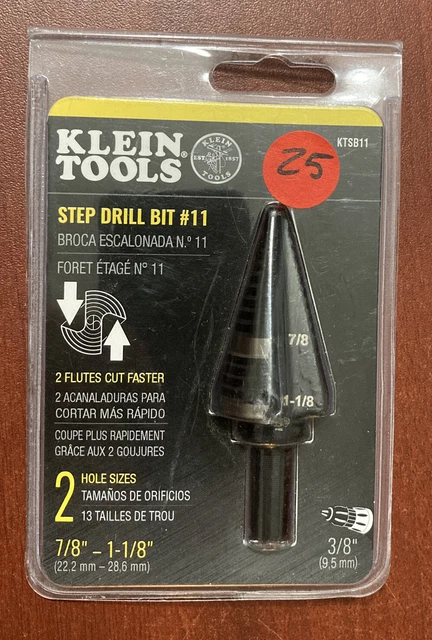 KLEIN
TOOLS®
KLEIN
EST. 1857
TOOLS
KTSB11
25
STEP DRILL BIT #11
BROCA ESCALONADA N.º 11
FORET ÉTAGÉ N° 11
7/8
1-1/8
2 FLUTES CUT FASTER
2 ACANALADURAS PARA
CORTAR MÁS RÁPIDO
COUPE PLUS RAPIDEMENT
GRÂCE AUX 2 GOUJURES
2 HOLE SIZES
TAMAÑOS DE ORIFICIOS
13 TAILLES DE TROU
7/8" – 1-1/8"
(22,2 mm – 28,6 mm)
3/8"
(9,5 mm)